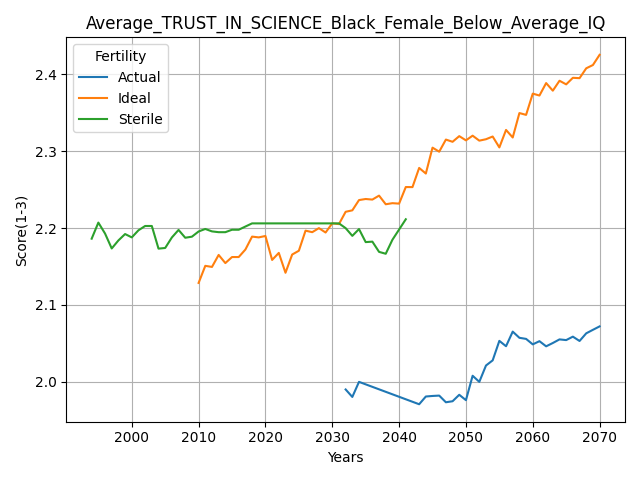 Average_TRUST_IN_SCIENCE_Black_Female_Below_Average_IQ
Fertility
Actual
Ideal
Sterile
Score(1-3)
2.4
2.3
2.2
2.1
2.0
2000 2010 2020 2030 2040 2050 2060 2070
Years